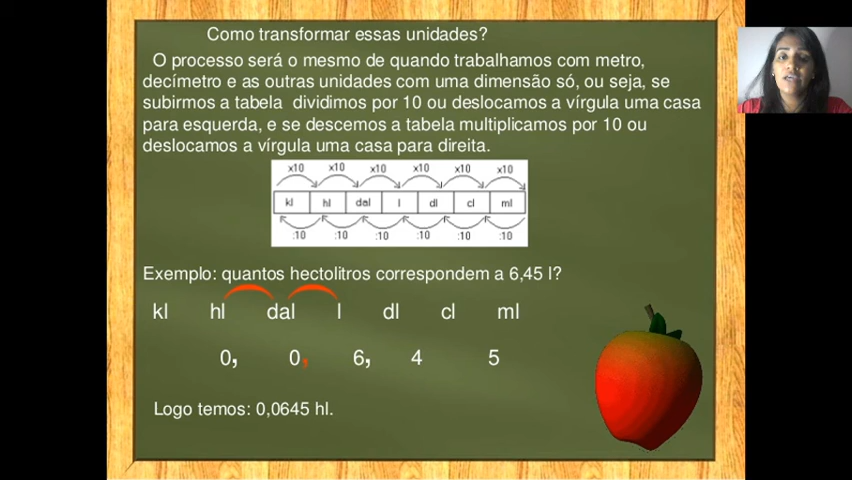 Como transformar essas unidades?
O processo será o mesmo de quando trabalhamos com metro,
decímetro e as outras unidades com uma dimensão só, ou seja, se
subirmos a tabela dividimos por 10 ou deslocamos a vírgula uma casa
para esquerda, e se descemos a tabela multiplicamos por 10 ou
deslocamos a vírgula uma casa para direita.
x10 x10 x10 x10 x10 x10
kl hl dal l dl cl ml
:10 :10 :10 :10 :10 :10
Exemplo: quantos hectolitros correspondem a 6,45 l?
kl hl dal l dl cl ml
0, 0, 6, 4 5
Logo temos: 0,0645 hl.